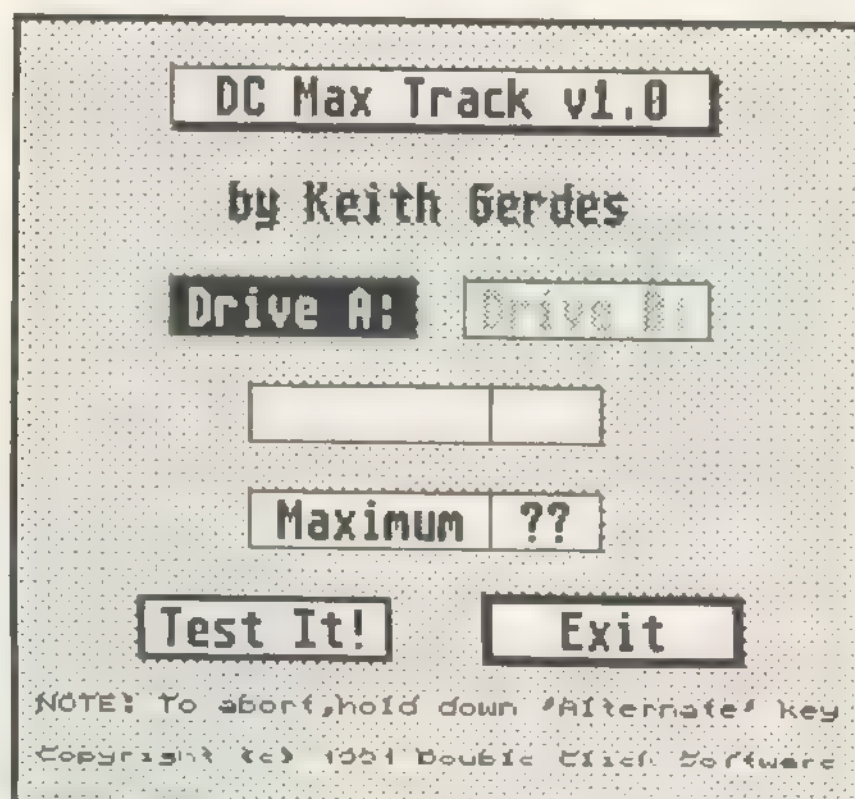 DC Max Track v1.0
by Keith Gerdes
Drive A: Drive B:
Maximum ??
Test It! Exit
NOTE: To abort,hold down 'Alternate' key
Copyright (c) 1991 Double Click Software